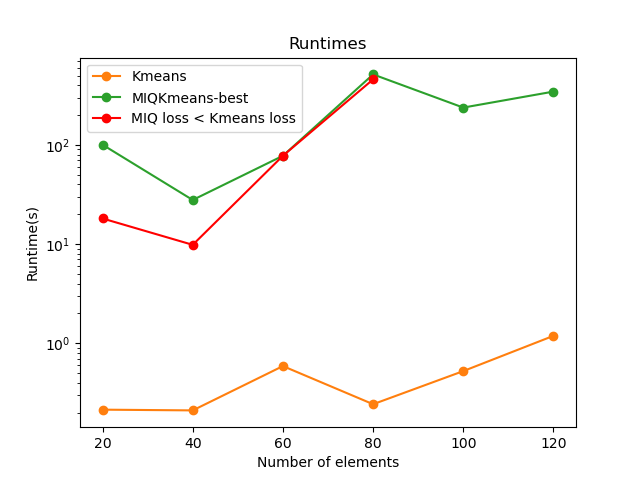 Runtimes
Kmeans
MIQKmeans-best
MIQ loss < Kmeans loss
Runtime(s)
10²
10¹
10⁰
20 40 60 80 100 120
Number of elements